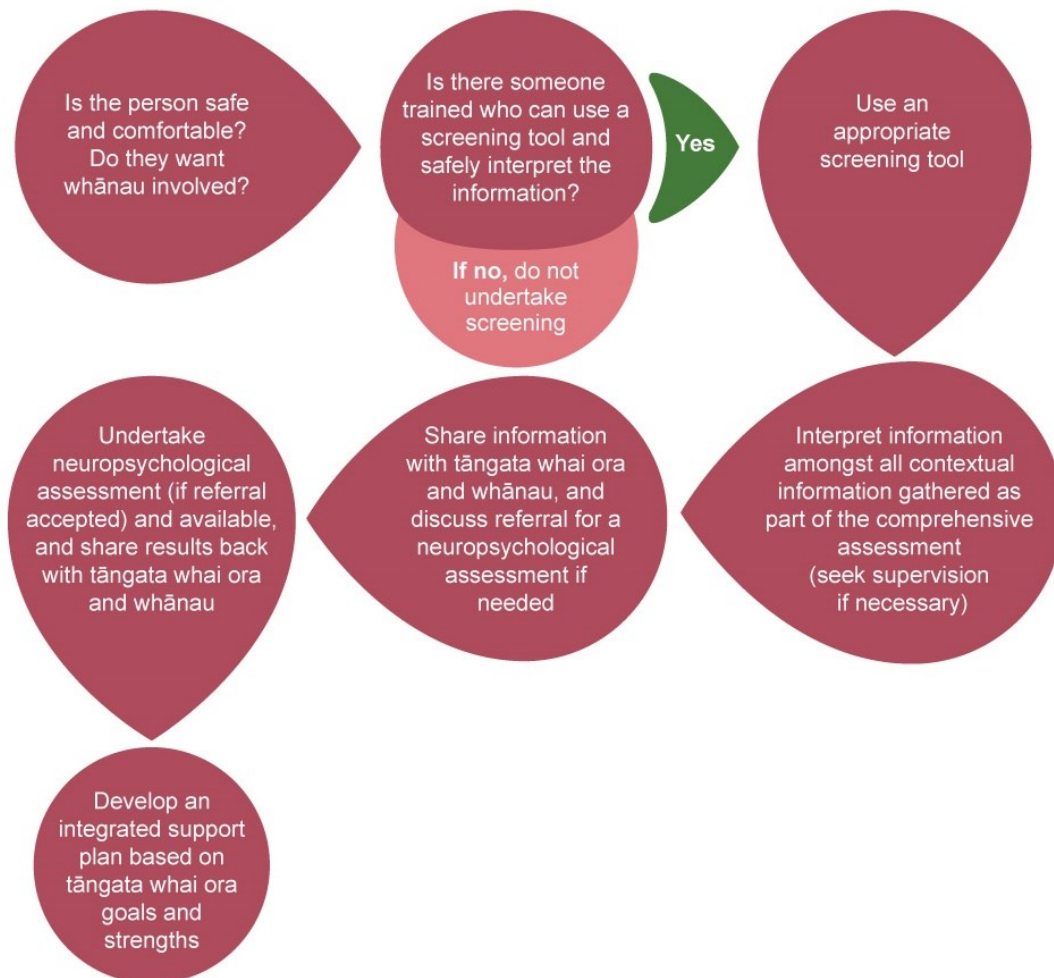 Is the person safe
and comfortable?
Do they want
whānau involved?
Is there someone
trained who can use a
screening tool and
safely interpret the
information?
If no, do not
undertake
screening
Yes
Use an
appropriate
screening tool
Interpret information
amongst all contextual
information gathered as
part of the comprehensive
assessment
(seek supervision
if necessary)
Share information
with tāngata whai ora
and whānau, and
discuss referral for a
neuropsychological
assessment if
needed
Undertake
neuropsychological
assessment (if referral
accepted) and available,
and share results back
with tāngata whai ora
and whānau
Develop an
integrated support
plan based on
tāngata whai ora
goals and
strengths